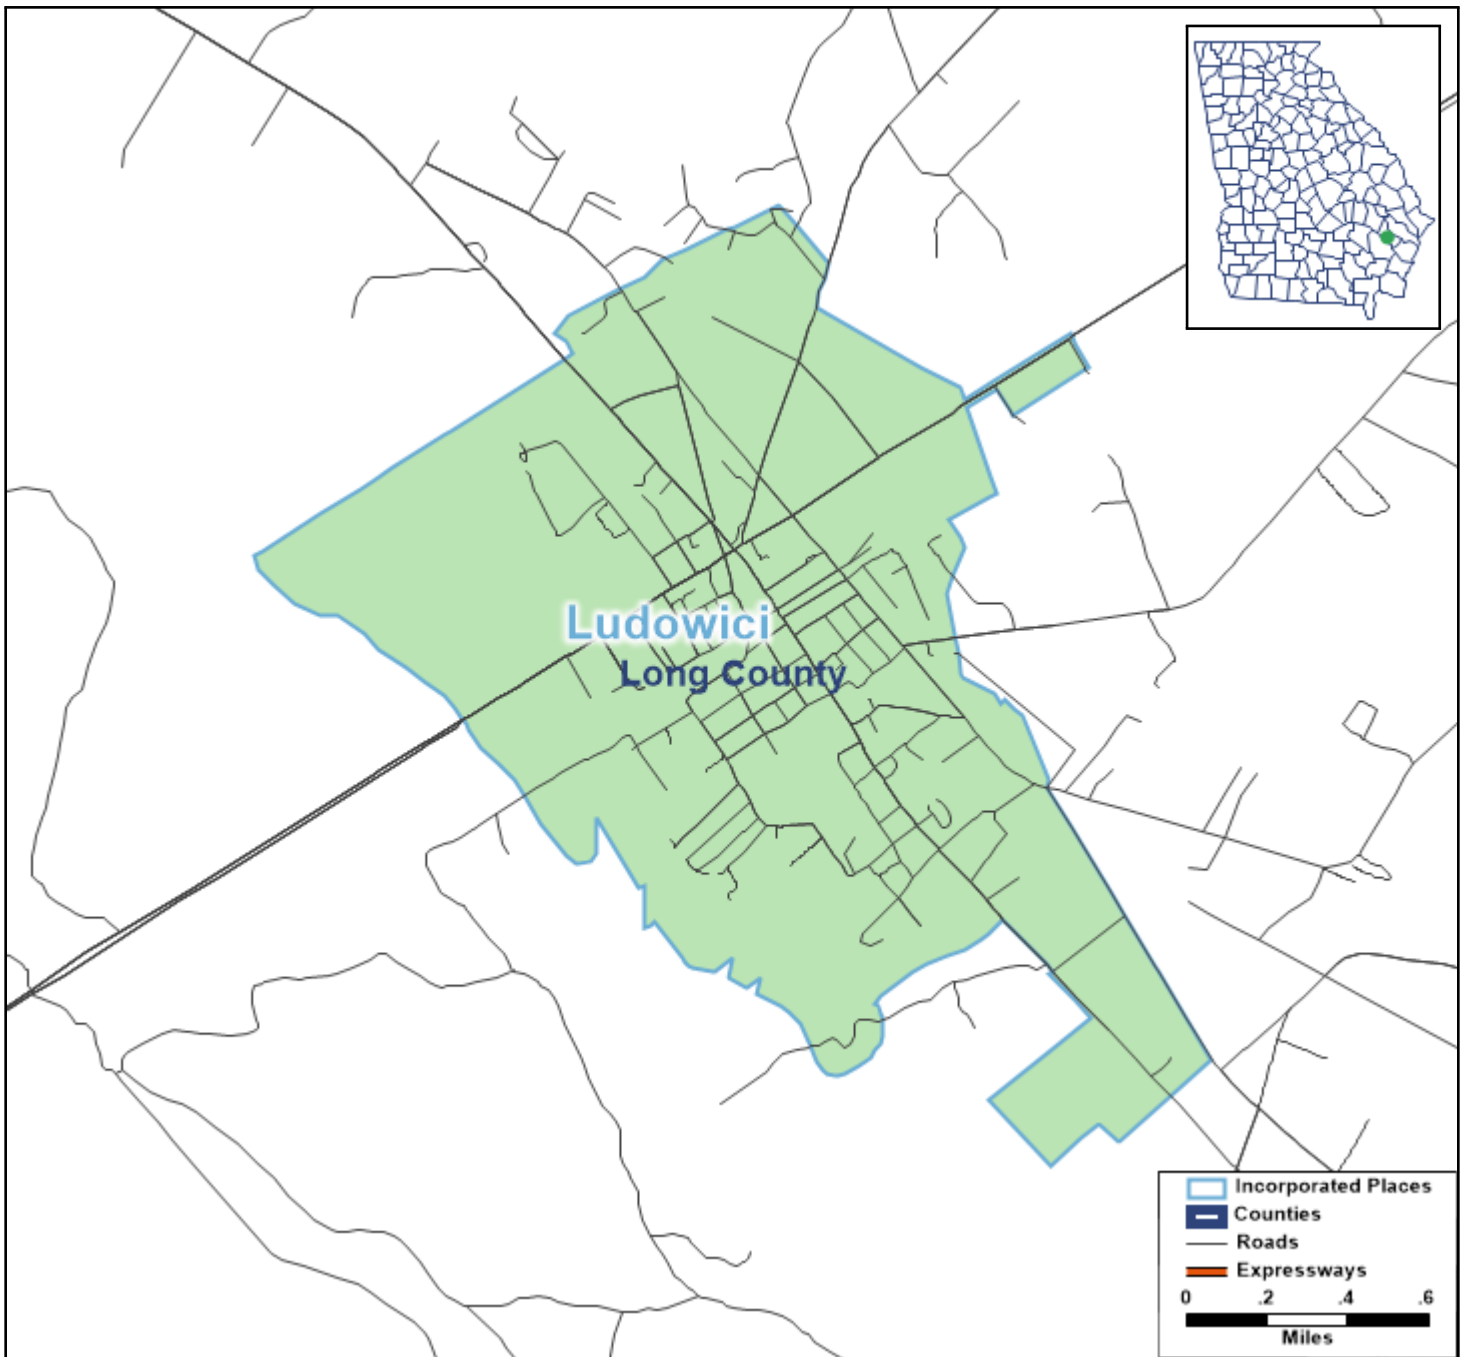 Ludowici
Long County
Incorporated Places
Counties
Roads
Expressways
0 .2 .4 .6
Miles